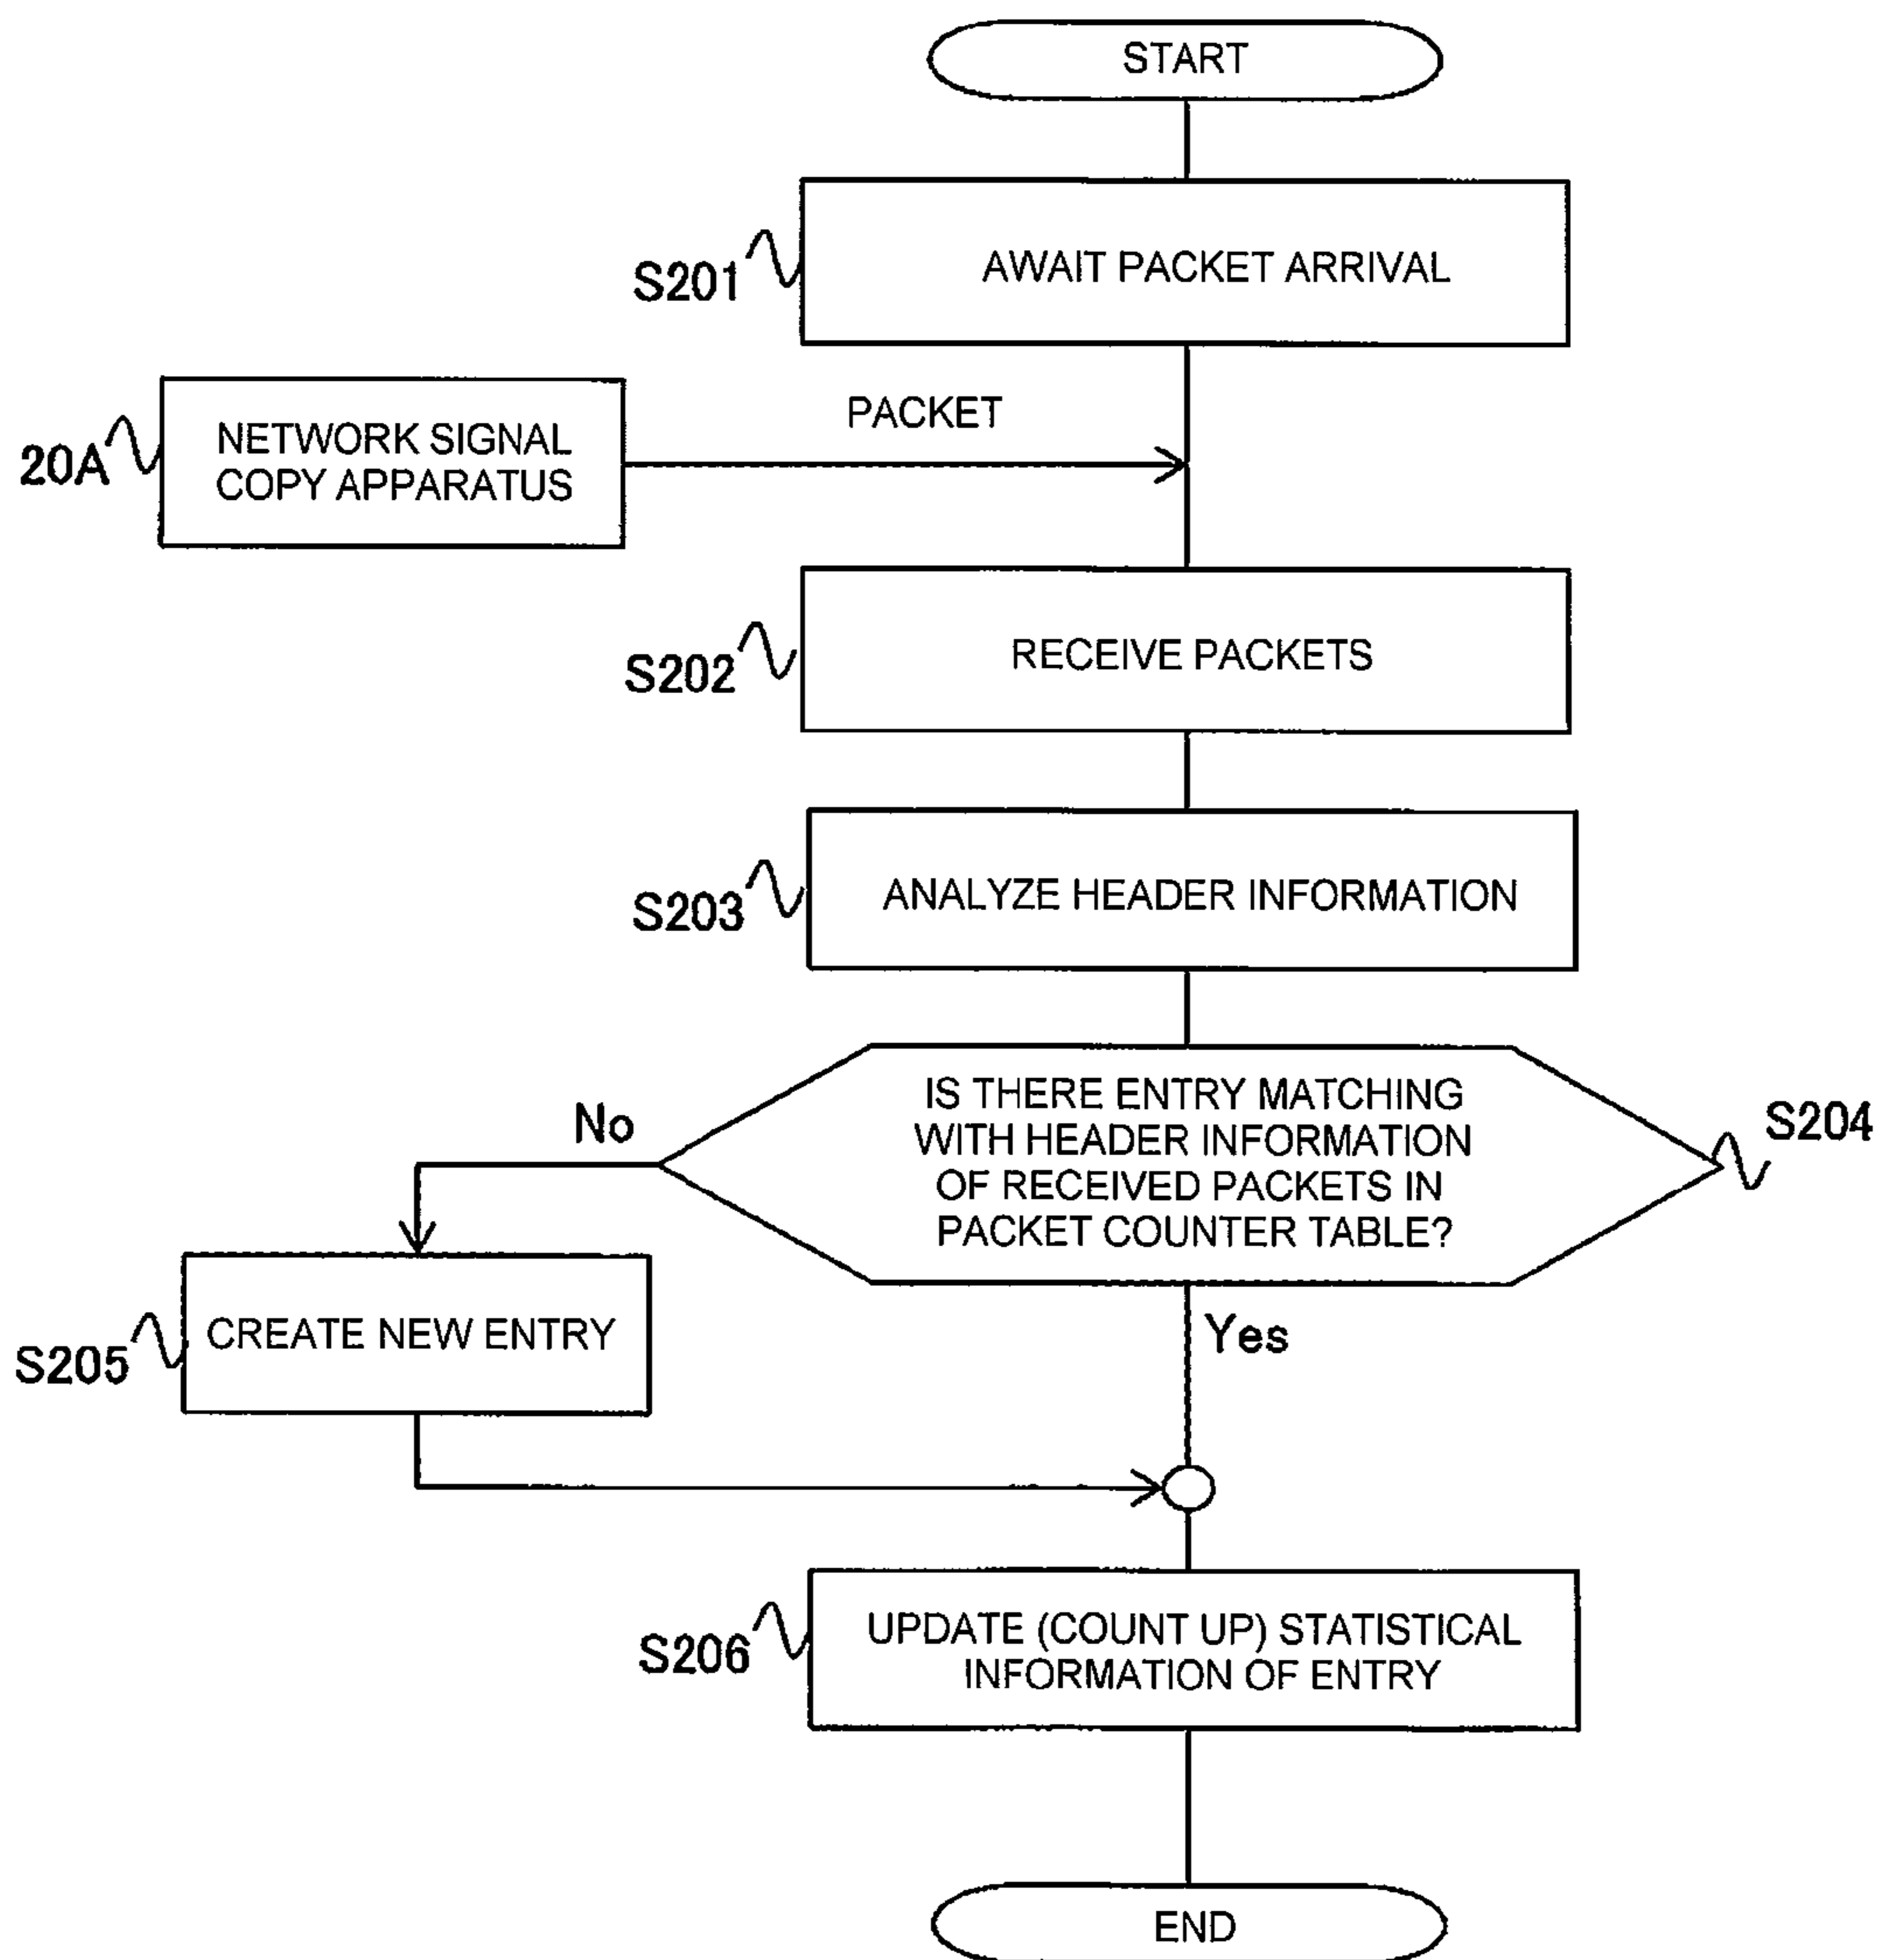 START
AWAIT PACKET ARRIVAL
S201
PACKET
NETWORK SIGNAL
COPY APPARATUS
20A
RECEIVE PACKETS
S202
ANALYZE HEADER INFORMATION
S203
IS THERE ENTRY MATCHING
WITH HEADER INFORMATION
OF RECEIVED PACKETS IN
PACKET COUNTER TABLE?
S204
No
Yes
CREATE NEW ENTRY
S205
UPDATE (COUNT UP) STATISTICAL
INFORMATION OF ENTRY
S206
END